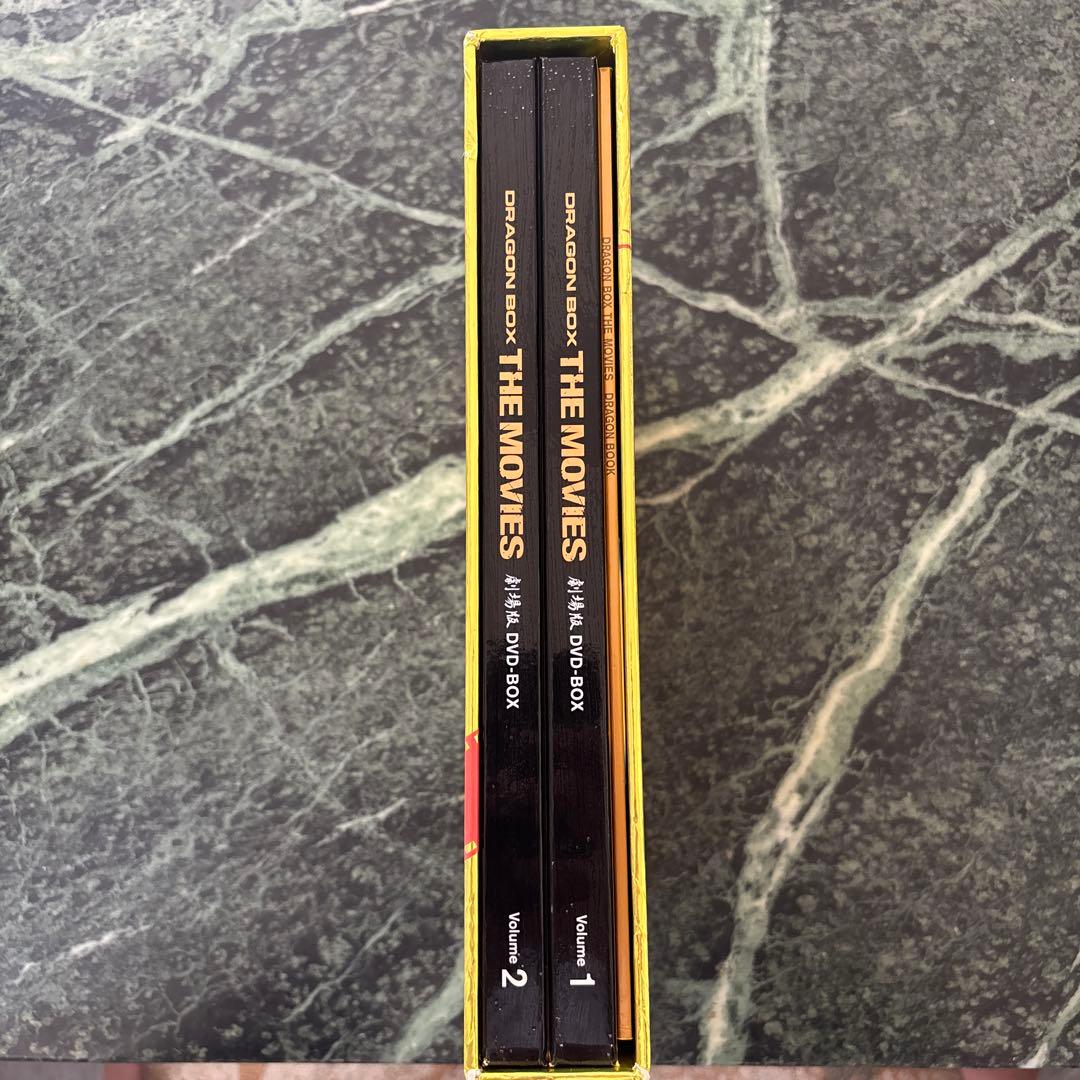 DRAGON BOX THE MOVIES 劇場版 DVD-BOX Volume 2
DRAGON BOX THE MOVIES 劇場版 DVD-BOX Volume 1
DRAGON BOX THE MOVIES DRAGON BOOK